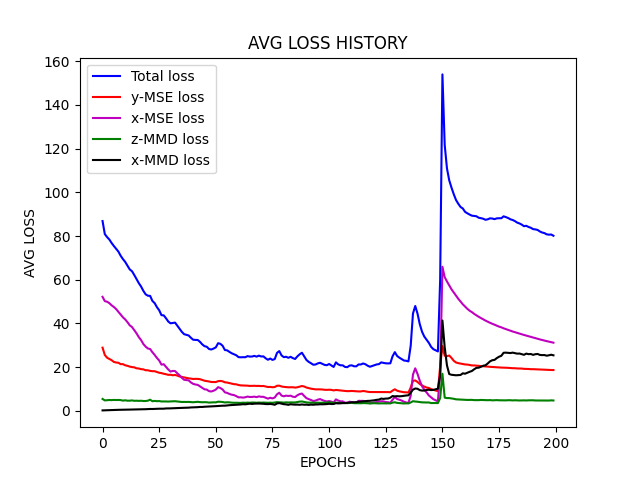 AVG LOSS HISTORY
160
140
120
100
80
60
40
20
0
AVG LOSS
Total loss
y-MSE loss
x-MSE loss
z-MMD loss
x-MMD loss
0 25 50 75 100 125 150 175 200
EPOCHS